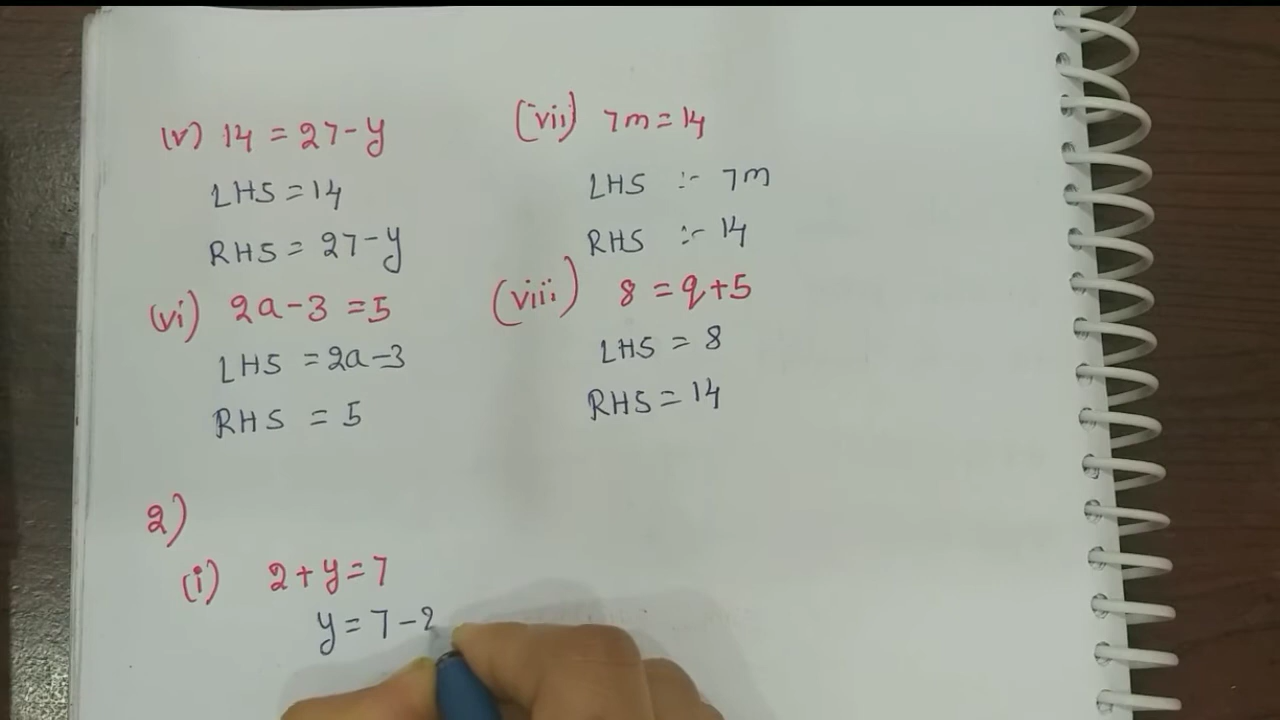 (v) 14 = 27 - y
LHS = 14
RHS = 27 - y
(vi) 2a - 3 = 5
LHS = 2a - 3
RHS = 5
(vii) 7m = 14
LHS :- 7m
RHS :- 14
(viii) 8 = q + 5
LHS = 8
RHS = 14
2)
(i) 2 + y = 7
y = 7 - 2